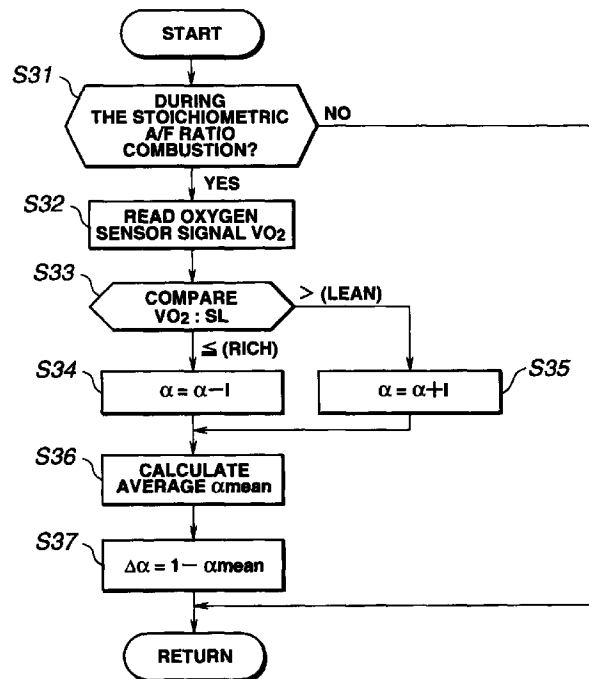 START
S31
DURING
THE STOICHIOMETRIC
A/F RATIO
COMBUSTION?
NO
YES
S32
READ OXYGEN
SENSOR SIGNAL VO2
S33
COMPARE
VO2 : SL
> (LEAN)
≦ (RICH)
S34
α = α−I
S35
α = α+I
S36
CALCULATE
AVERAGE αmean
S37
Δα = 1− αmean
RETURN